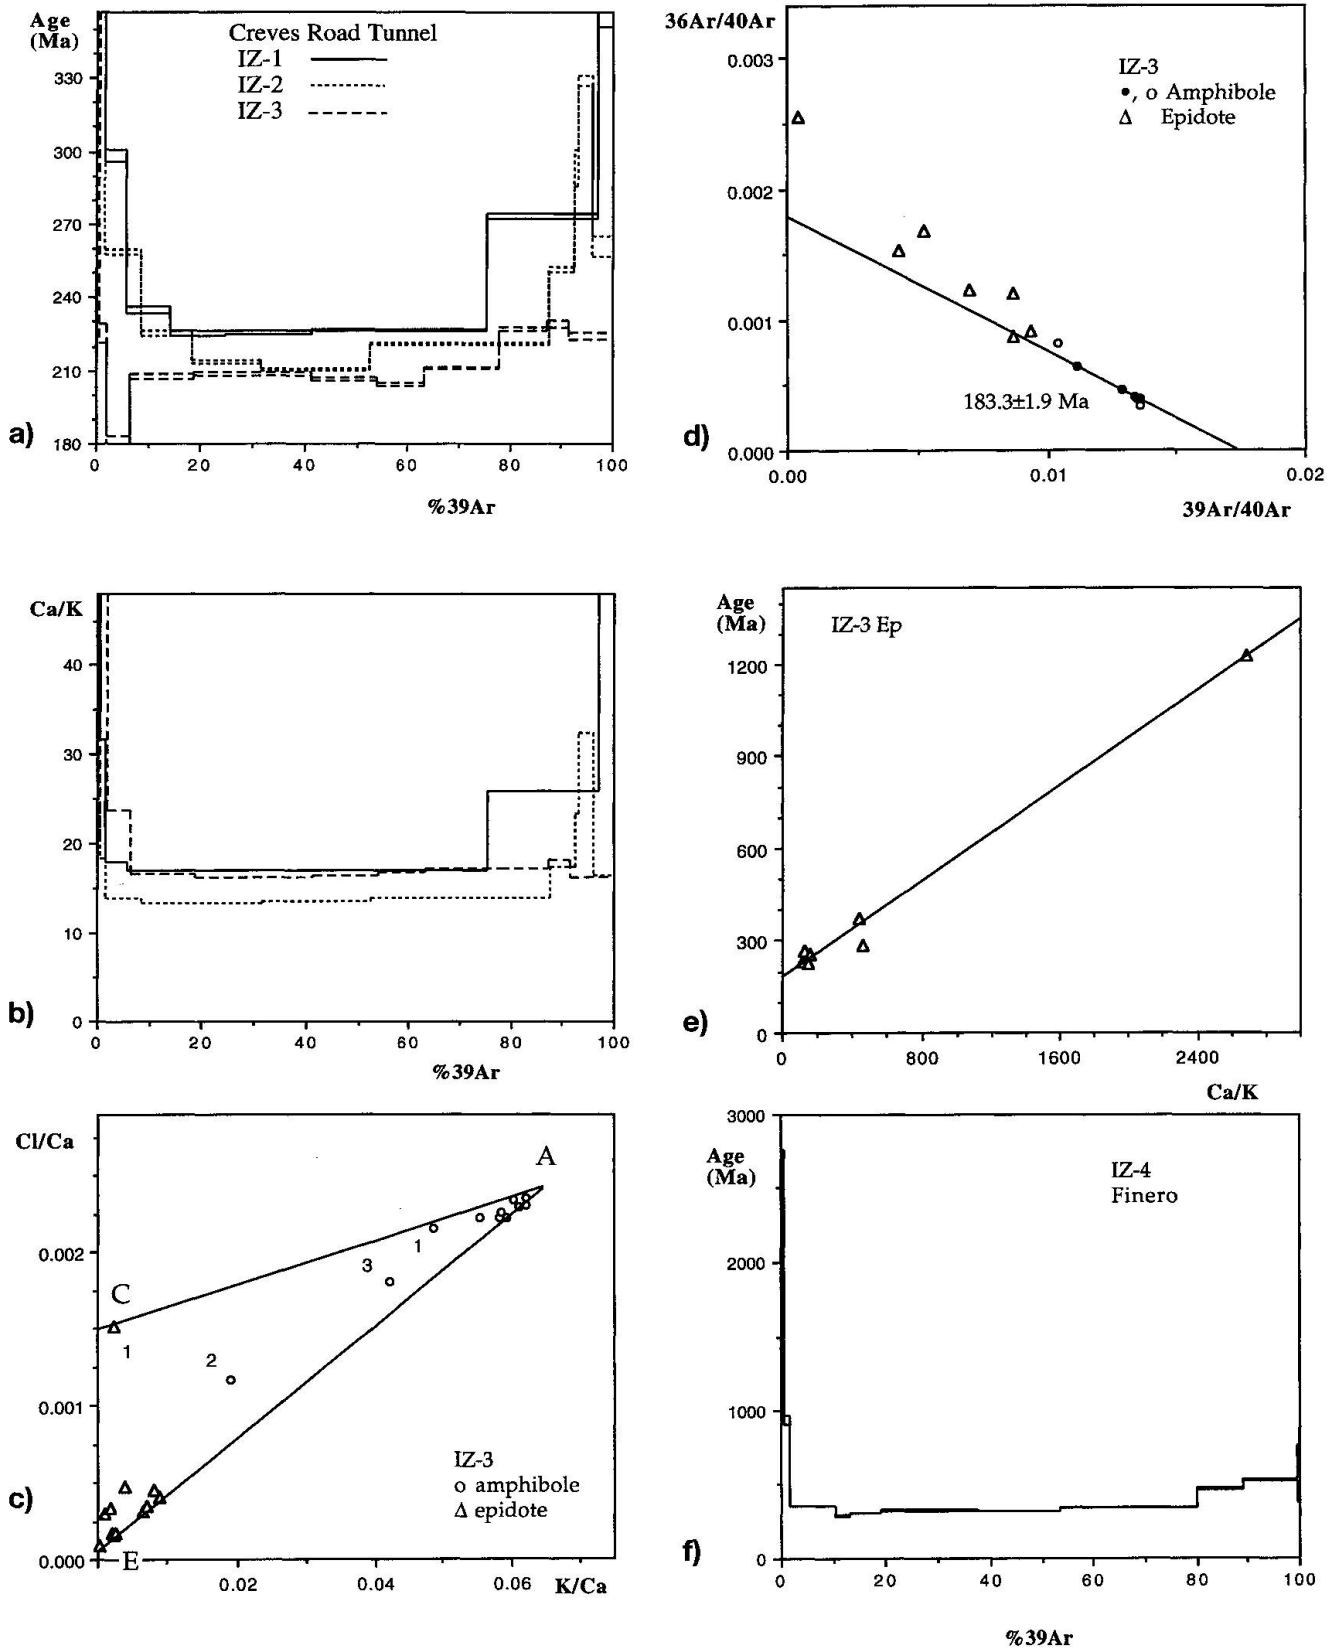 Age
(Ma)
Creves Road Tunnel
IZ-1
IZ-2
IZ-3
330
300
270
240
210
180
0
20
40
60
80
100
%39Ar
a)
36Ar/40Ar
0.003
0.002
0.001
0.000
IZ-3
•, o Amphibole
Δ Epidote
183.3±1.9 Ma
0.00
0.01
0.02
39Ar/40Ar
d)
Ca/K
40
30
20
10
0
0
20
40
60
80
100
%39Ar
b)
Age
(Ma)
IZ-3 Ep
1200
900
600
300
0
0
800
1600
2400
Ca/K
e)
Cl/Ca
A
0.002
1
3
C
1
2
0.001
IZ-3
o amphibole
Δ epidote
0.000
E
0.02
0.04
0.06
K/Ca
c)
3000
Age
(Ma)
IZ-4
Finero
2000
1000
0
0
20
40
60
80
100
%39Ar
f)